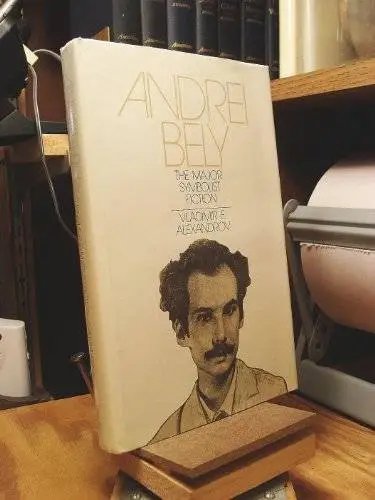 ANDREI
BELY
THE MAJOR
SYMBOLIST
FICTION
VLADIMIR E.
ALEXANDROV